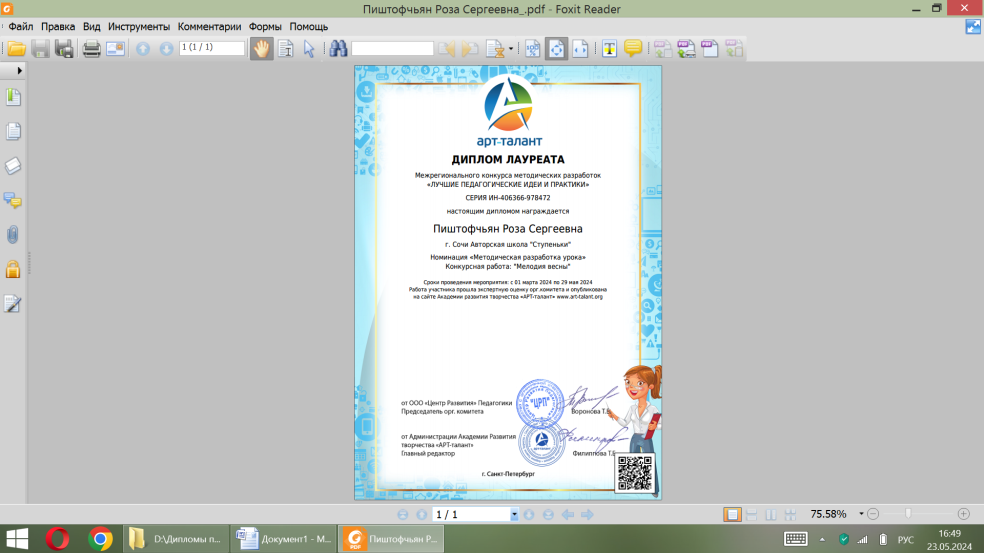 Пиштофчьян Роза Сергеевна_.pdf - Foxit Reader
Файл Правка Вид Инструменты Комментарии Формы Помощь
1 (1 / 1)
арт-талант
ДИПЛОМ ЛАУРЕАТА
Межрегионального конкурса методических разработок
«ЛУЧШИЕ ПЕДАГОГИЧЕСКИЕ ИДЕИ И ПРАКТИКИ»
СЕРИЯ ИН-406366-978472
настоящим дипломом награждается
Пиштофчьян Роза Сергеевна
г. Сочи Авторская школа "Ступеньки"
Номинация «Методическая разработка урока»
Конкурсная работа: "Мелодия весны"
Сроки проведения мероприятия: с 01 марта 2024 по 29 мая 2024
Работа участника прошла экспертную оценку орг.комитета и опубликована
на сайте Академии развития творчества «АРТ-талант» www.art-talant.org
от ООО «Центр Развития» Педагогики
Председатель орг. комитета
"ЦРП"
Воронова Т.Е.
от Администрации Академии Развития
творчества «АРТ-талант»
Главный редактор
Филиппова Т.Е.
г. Санкт-Петербург
1 / 1
75.58%
D:\Дипломы п...
Документ1 - M...
Пиштофчьян Р...
РУС
16:49
23.05.2024